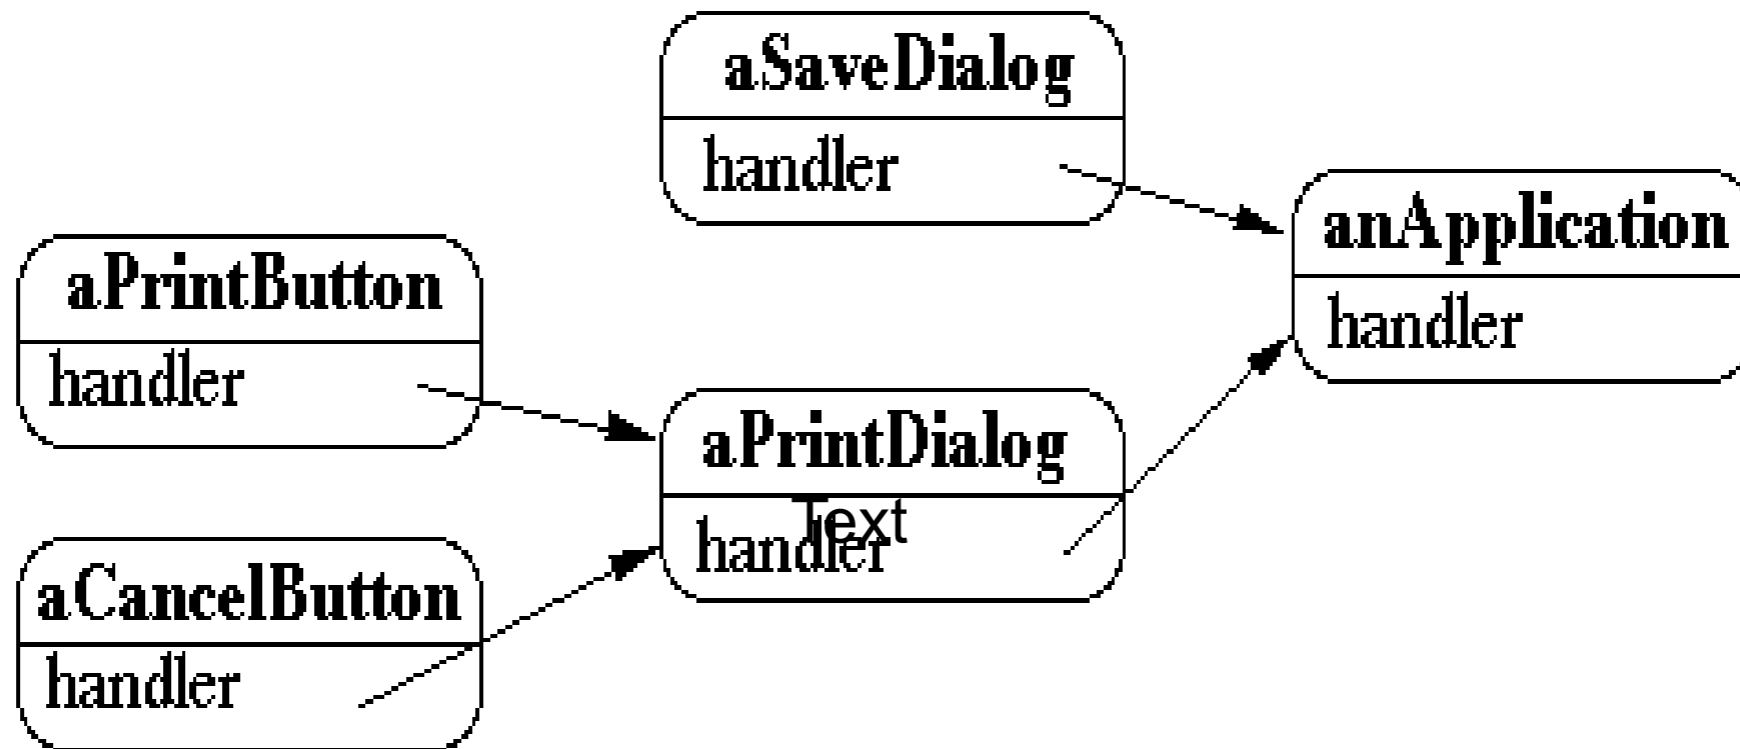 aSaveDialog
handler
anApplication
handler
aPrintButton
handler
aPrintDialog
Text
handler
aCancelButton
handler